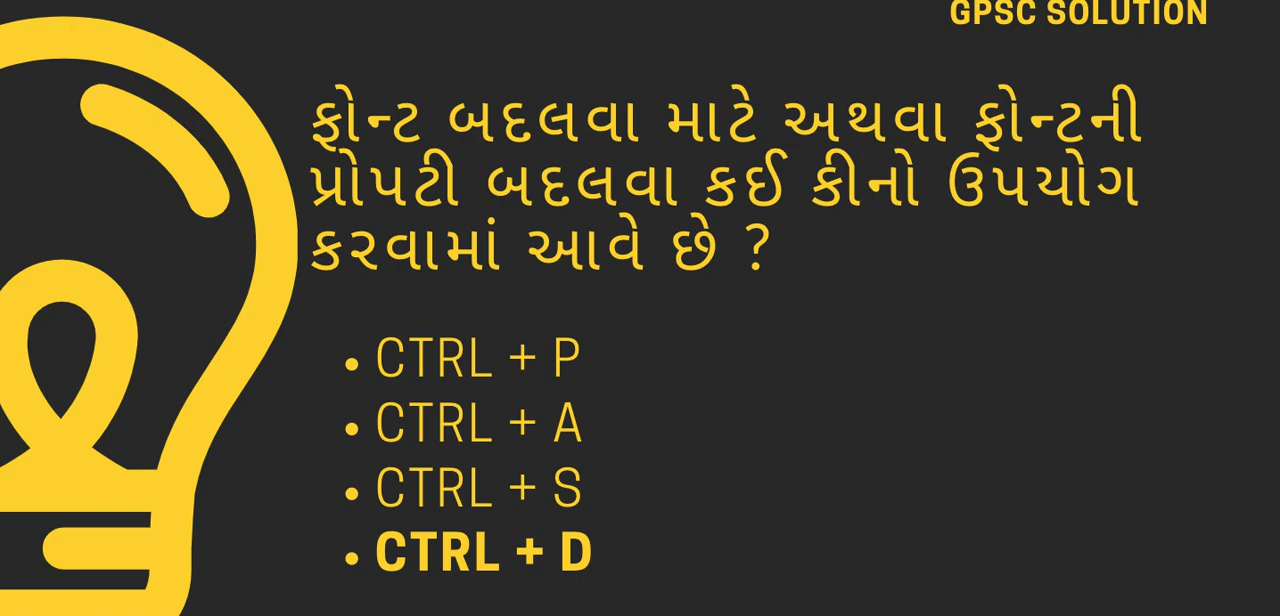 GPSC SOLUTION
ફોન્ટ બદલવા માટે અથવા ફોન્ટની
પ્રોપટી બદલવા કઈ કીનો ઉપયોગ
કરવામાં આવે છે ?
• CTRL + P
• CTRL + A
• CTRL + S
• CTRL + D